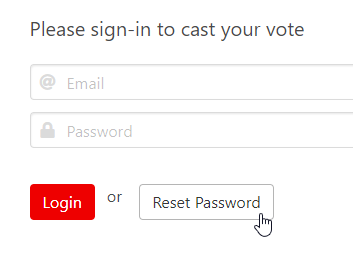 Please sign-in to cast your vote
@ Email
Password
Login or Reset Password